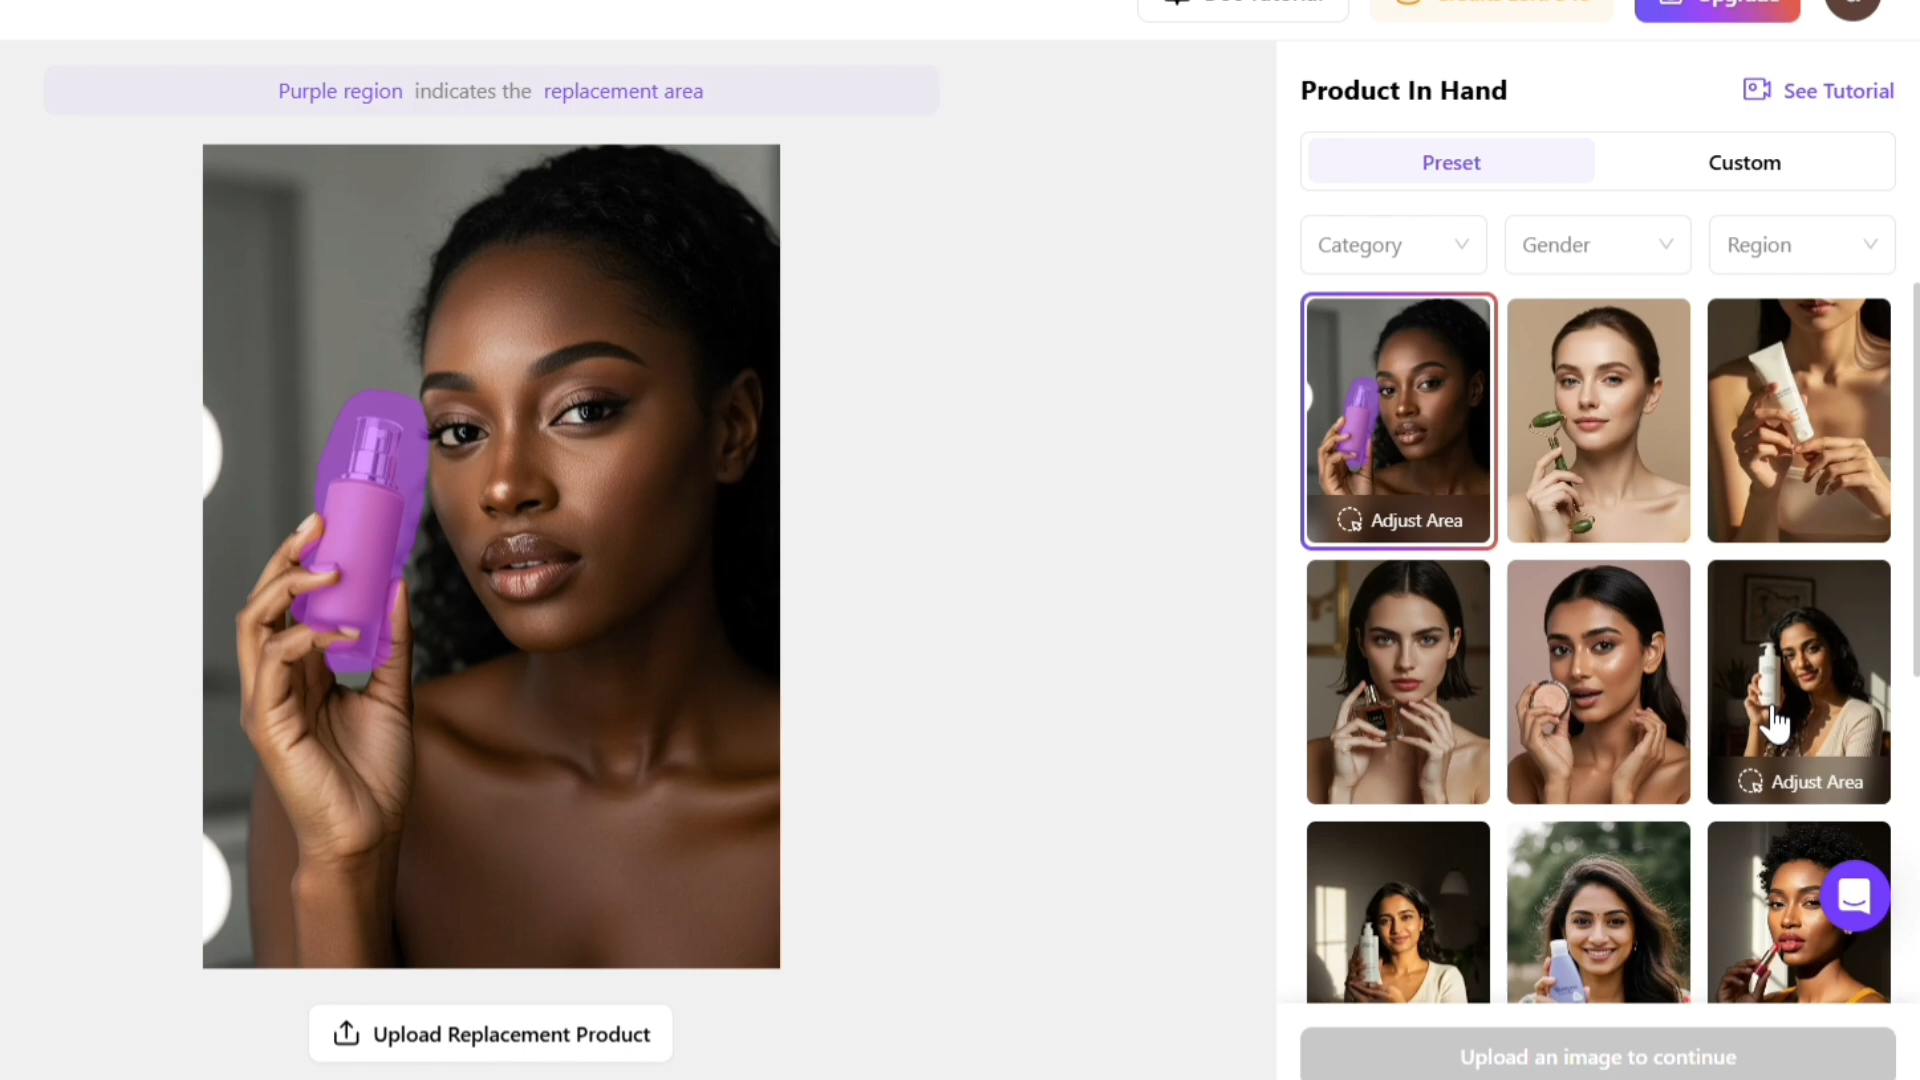 Purple region indicates the replacement area
Product In Hand
See Tutorial
Preset
Custom
Category
Gender
Region
Adjust Area
Adjust Area
Upload Replacement Product
Upload an image to continue